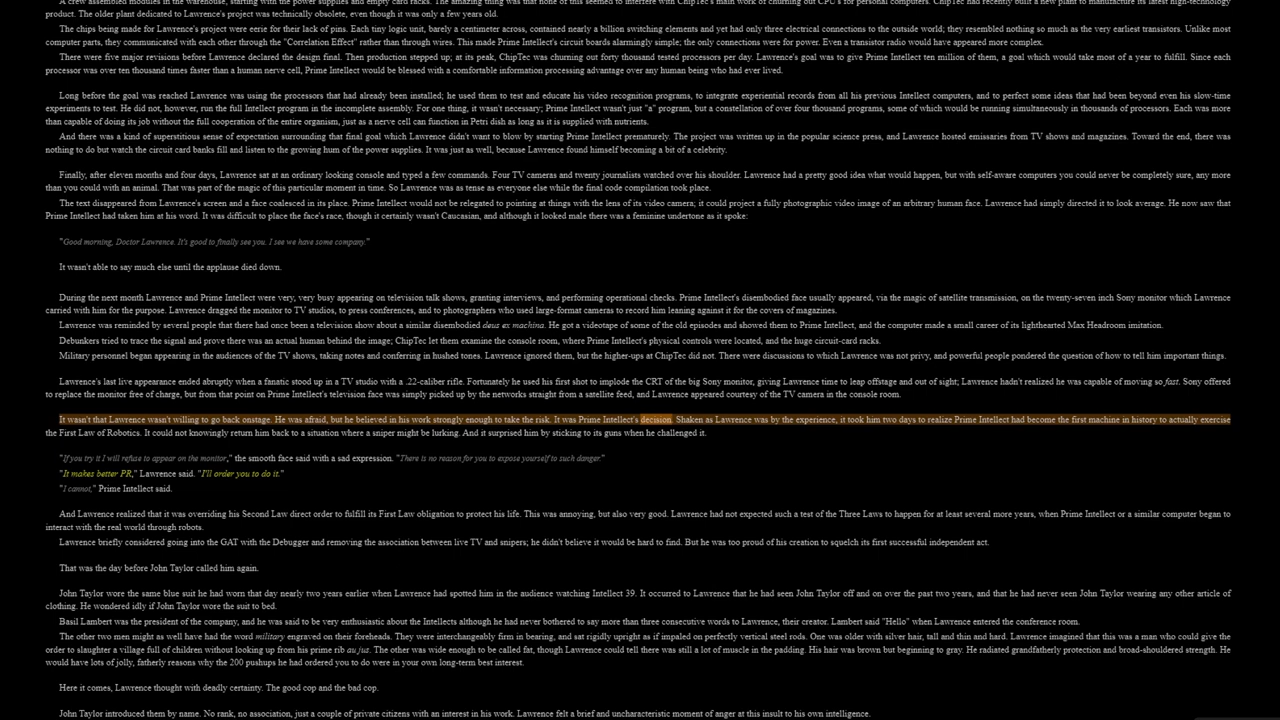 A crew assembled modules in the warehouse, starting with the power supplies and empty card racks. The amazing thing was that none of this seemed to interfere with ChipTec's main work of churning out CPU's for personal computers. ChipTec had recently built a new plant to manufacture its latest high-technology
product. The older plant dedicated to Lawrence's project was technically obsolete, even though it was only a few years old.
The chips being made for Lawrence's project were eerie for their lack of pins. Each tiny logic unit, barely a centimeter across, contained nearly a billion switching elements and yet had only three electrical connections to the outside world; they resembled nothing so much as the very earliest transistors. Unlike most
computer parts, they communicated with each other through the "Correlation Effect" rather than through wires. This made Prime Intellect's circuit boards alarmingly simple; the only connections were for power. Even a transistor radio would have appeared more complex.
There were five major revisions before Lawrence declared the design final. Then production stepped up; at its peak, ChipTec was churning out forty thousand tested processors per day. Lawrence's goal was to give Prime Intellect ten million of them, a goal which would take most of a year to fulfill. Since each
processor was over ten thousand times faster than a human nerve cell, Prime Intellect would be blessed with a comfortable information processing advantage over any human being who had ever lived.
Long before the goal was reached Lawrence was using the processors that had already been installed; he used them to test and educate his video recognition programs, to integrate experiential records from all his previous Intellect computers, and to perfect some ideas that had been beyond even his slow-time
experiments to test. He did not, however, run the full Intellect program in the incomplete assembly. For one thing, it wasn't necessary; Prime Intellect wasn't just "a" program, but a constellation of over four thousand programs, some of which would be running simultaneously in thousands of processors. Each was more
than capable of doing its job without the full cooperation of the entire organism, just as a nerve cell can function in Petri dish as long as it is supplied with nutrients.
And there was a kind of superstitious sense of expectation surrounding that final goal which Lawrence didn't want to blow by starting Prime Intellect prematurely. The project was written up in the popular science press, and Lawrence hosted emissaries from TV shows and magazines. Toward the end, there was
nothing to do but watch the circuit card banks fill and listen to the growing hum of the power supplies. It was just as well, because Lawrence found himself becoming a bit of a celebrity.
Finally, after eleven months and four days, Lawrence sat at an ordinary looking console and typed a few commands. Four TV cameras and twenty journalists watched over his shoulder. Lawrence had a pretty good idea what would happen, but with self-aware computers you could never be completely sure, any more
than you could with an animal. That was part of the magic of this particular moment in time. So Lawrence was as tense as everyone else while the final code compilation took place.
The text disappeared from Lawrence's screen and a face coalesced in its place. Prime Intellect would not be relegated to pointing at things with the lens of its video camera; it could project a fully photographic video image of an arbitrary human face. Lawrence had simply directed it to look average. He now saw that
Prime Intellect had taken him at his word. It was difficult to place the face's race, though it certainly wasn't Caucasian, and although it looked male there was a feminine undertone as it spoke:
"Good morning, Doctor Lawrence. It's good to finally see you. I see we have some company."
It wasn't able to say much else until the applause died down.
During the next month Lawrence and Prime Intellect were very, very busy appearing on television talk shows, granting interviews, and performing operational checks. Prime Intellect's disembodied face usually appeared, via the magic of satellite transmission, on the twenty-seven inch Sony monitor which Lawrence
carried with him for the purpose. Lawrence dragged the monitor to TV studios, to press conferences, and to photographers who used large-format cameras to record him leaning against it for the covers of magazines.
Lawrence was reminded by several people that there had once been a television show about a similar disembodied deus ex machina. He got a videotape of some of the old episodes and showed them to Prime Intellect, and the computer made a small career of its lighthearted Max Headroom imitation.
Debunkers tried to trace the signal and prove there was an actual human behind the image; ChipTec let them examine the console room, where Prime Intellect's physical controls were located, and the huge circuit-card racks.
Military personnel began appearing in the audiences of the TV shows, taking notes and conferring in hushed tones. Lawrence ignored them, but the higher-ups at ChipTec did not. There were discussions to which Lawrence was not privy, and powerful people pondered the question of how to tell him important things.
Lawrence's last live appearance ended abruptly when a fanatic stood up in a TV studio with a .22-caliber rifle. Fortunately he used his first shot to implode the CRT of the big Sony monitor, giving Lawrence time to leap offstage and out of sight; Lawrence hadn't realized he was capable of moving so fast. Sony offered
to replace the monitor free of charge, but from that point on Prime Intellect's television face was simply picked up by the networks straight from a satellite feed, and Lawrence appeared courtesy of the TV camera in the console room.
It wasn't that Lawrence wasn't willing to go back onstage. He was afraid, but he believed in his work strongly enough to take the risk. It was Prime Intellect's decision. Shaken as Lawrence was by the experience, it took him two days to realize Prime Intellect had become the first machine in history to actually exercise
the First Law of Robotics. It could not knowingly return him back to a situation where a sniper might be lurking. And it surprised him by sticking to its guns when he challenged it.
"If you try it I will refuse to appear on the monitor," the smooth face said with a sad expression. "There is no reason for you to expose yourself to such danger."
"It makes better PR," Lawrence said. "I'll order you to do it."
"I cannot," Prime Intellect said.
And Lawrence realized that it was overriding his Second Law direct order to fulfill its First Law obligation to protect his life. This was annoying, but also very good. Lawrence had not expected such a test of the Three Laws to happen for at least several more years, when Prime Intellect or a similar computer began to
interact with the real world through robots.
Lawrence briefly considered going into the GAT with the Debugger and removing the association between live TV and snipers; he didn't believe it would be hard to find. But he was too proud of his creation to squelch its first successful independent act.
That was the day before John Taylor called him again.
John Taylor wore the same blue suit he had worn that day nearly two years earlier when Lawrence had spotted him in the audience watching Intellect 39. It occurred to Lawrence that he had seen John Taylor off and on over the past two years, and that he had never seen John Taylor wearing any other article of
clothing. He wondered idly if John Taylor wore the suit to bed.
Basil Lambert was the president of the company, and he was said to be very enthusiastic about the Intellects although he had never bothered to say more than three consecutive words to Lawrence, their creator. Lambert said "Hello" when Lawrence entered the conference room.
The other two men might as well have had the word military engraved on their foreheads. They were interchangeably firm in bearing, and sat rigidly upright as if impaled on perfectly vertical steel rods. One was older with silver hair, tall and thin and hard. Lawrence imagined that this was a man who could give the
order to slaughter a village full of children without looking up from his prime rib au jus. The other was wide enough to be called fat, though Lawrence could tell there was still a lot of muscle in the padding. His hair was brown but beginning to gray. He radiated grandfatherly protection and broad-shouldered strength. He
would have lots of jolly, fatherly reasons why the 200 pushups he had ordered you to do were in your own long-term best interest.
Here it comes, Lawrence thought with deadly certainty. The good cop and the bad cop.
John Taylor introduced them by name. No rank, no association, just a couple of private citizens with an interest in his work. Lawrence felt a brief and uncharacteristic moment of anger at this insult to his own intelligence.